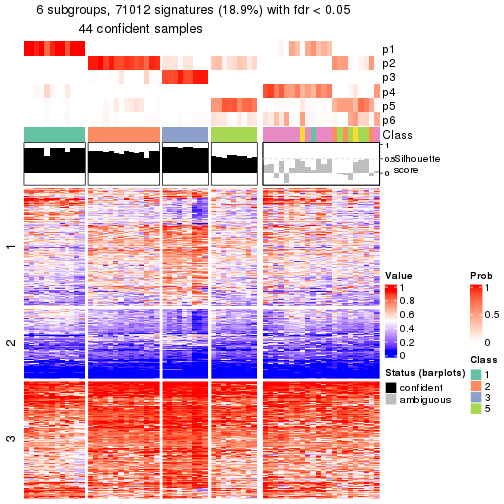 6 subgroups, 71012 signatures (18.9%) with fdr < 0.05
44 confident samples
p1
p2
p3
p4
p5
p6
Class
1
0.5
0
Silhouette
score
1
2
3
Value
1
0.8
0.6
0.4
0.2
0
Prob
1
0.5
0
Status (barplots)
confident
ambiguous
Class
1
2
3
5